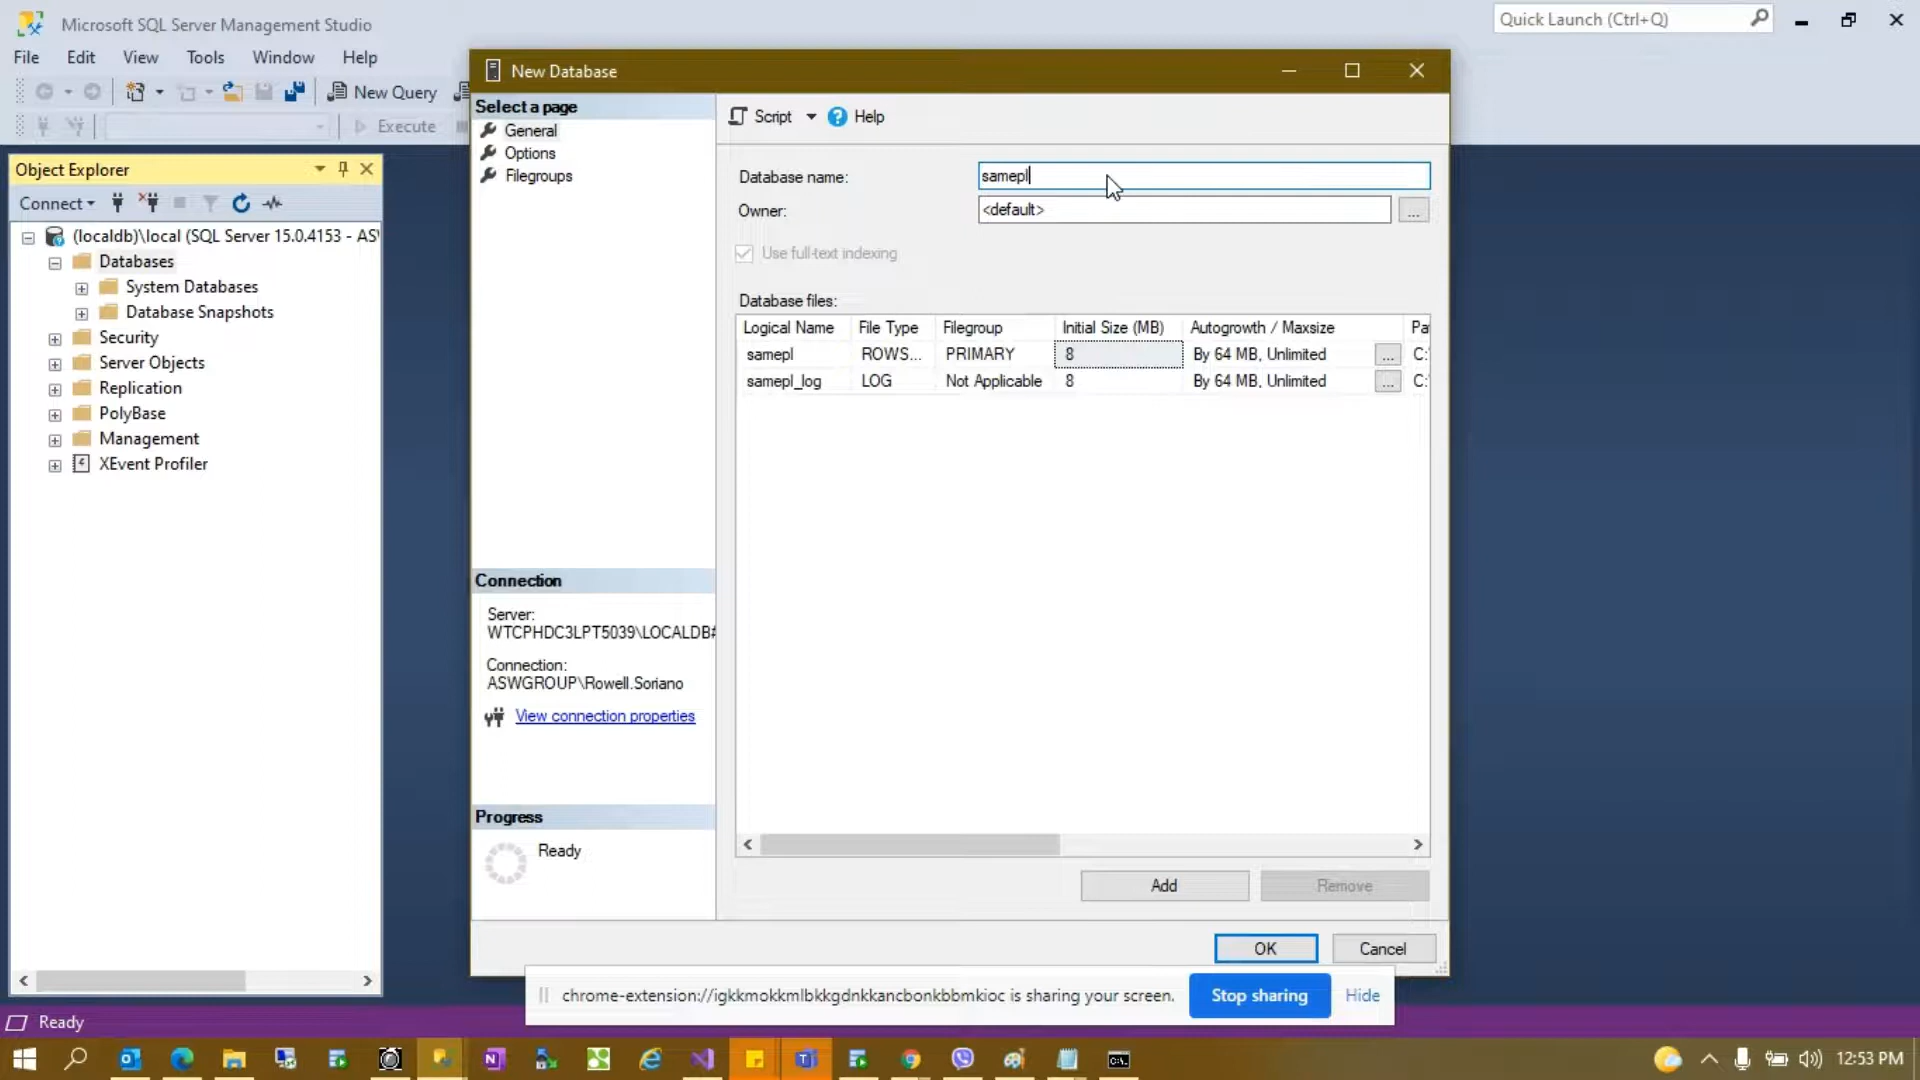 Microsoft SQL Server Management Studio
Quick Launch (Ctrl+Q)
File Edit View Tools Window Help
New Query
Execute
Object Explorer
Connect
(localdb)\local (SQL Server 15.0.4153 - ASW
Databases
System Databases
Database Snapshots
Security
Server Objects
Replication
PolyBase
Management
XEvent Profiler
New Database
Select a page
General
Options
Filegroups
Script Help
Database name: samepl
Owner: <default> ...
Use full-text indexing
Database files:
Logical Name File Type Filegroup Initial Size (MB) Autogrowth / Maxsize Pa
samepl ROWS... PRIMARY 8 By 64 MB, Unlimited ... C:\
samepl_log LOG Not Applicable 8 By 64 MB, Unlimited ... C:\
Connection
Server:
WTCPHDC3LPT5039\LOCALDB#
Connection:
ASWGROUP\Rowell.Soriano
View connection properties
Progress
Ready
Add Remove
OK Cancel
chrome-extension://igkkmokkmlbkkgdnkkancbonkbbmkioc is sharing your screen. Stop sharing Hide
Ready
12:53 PM